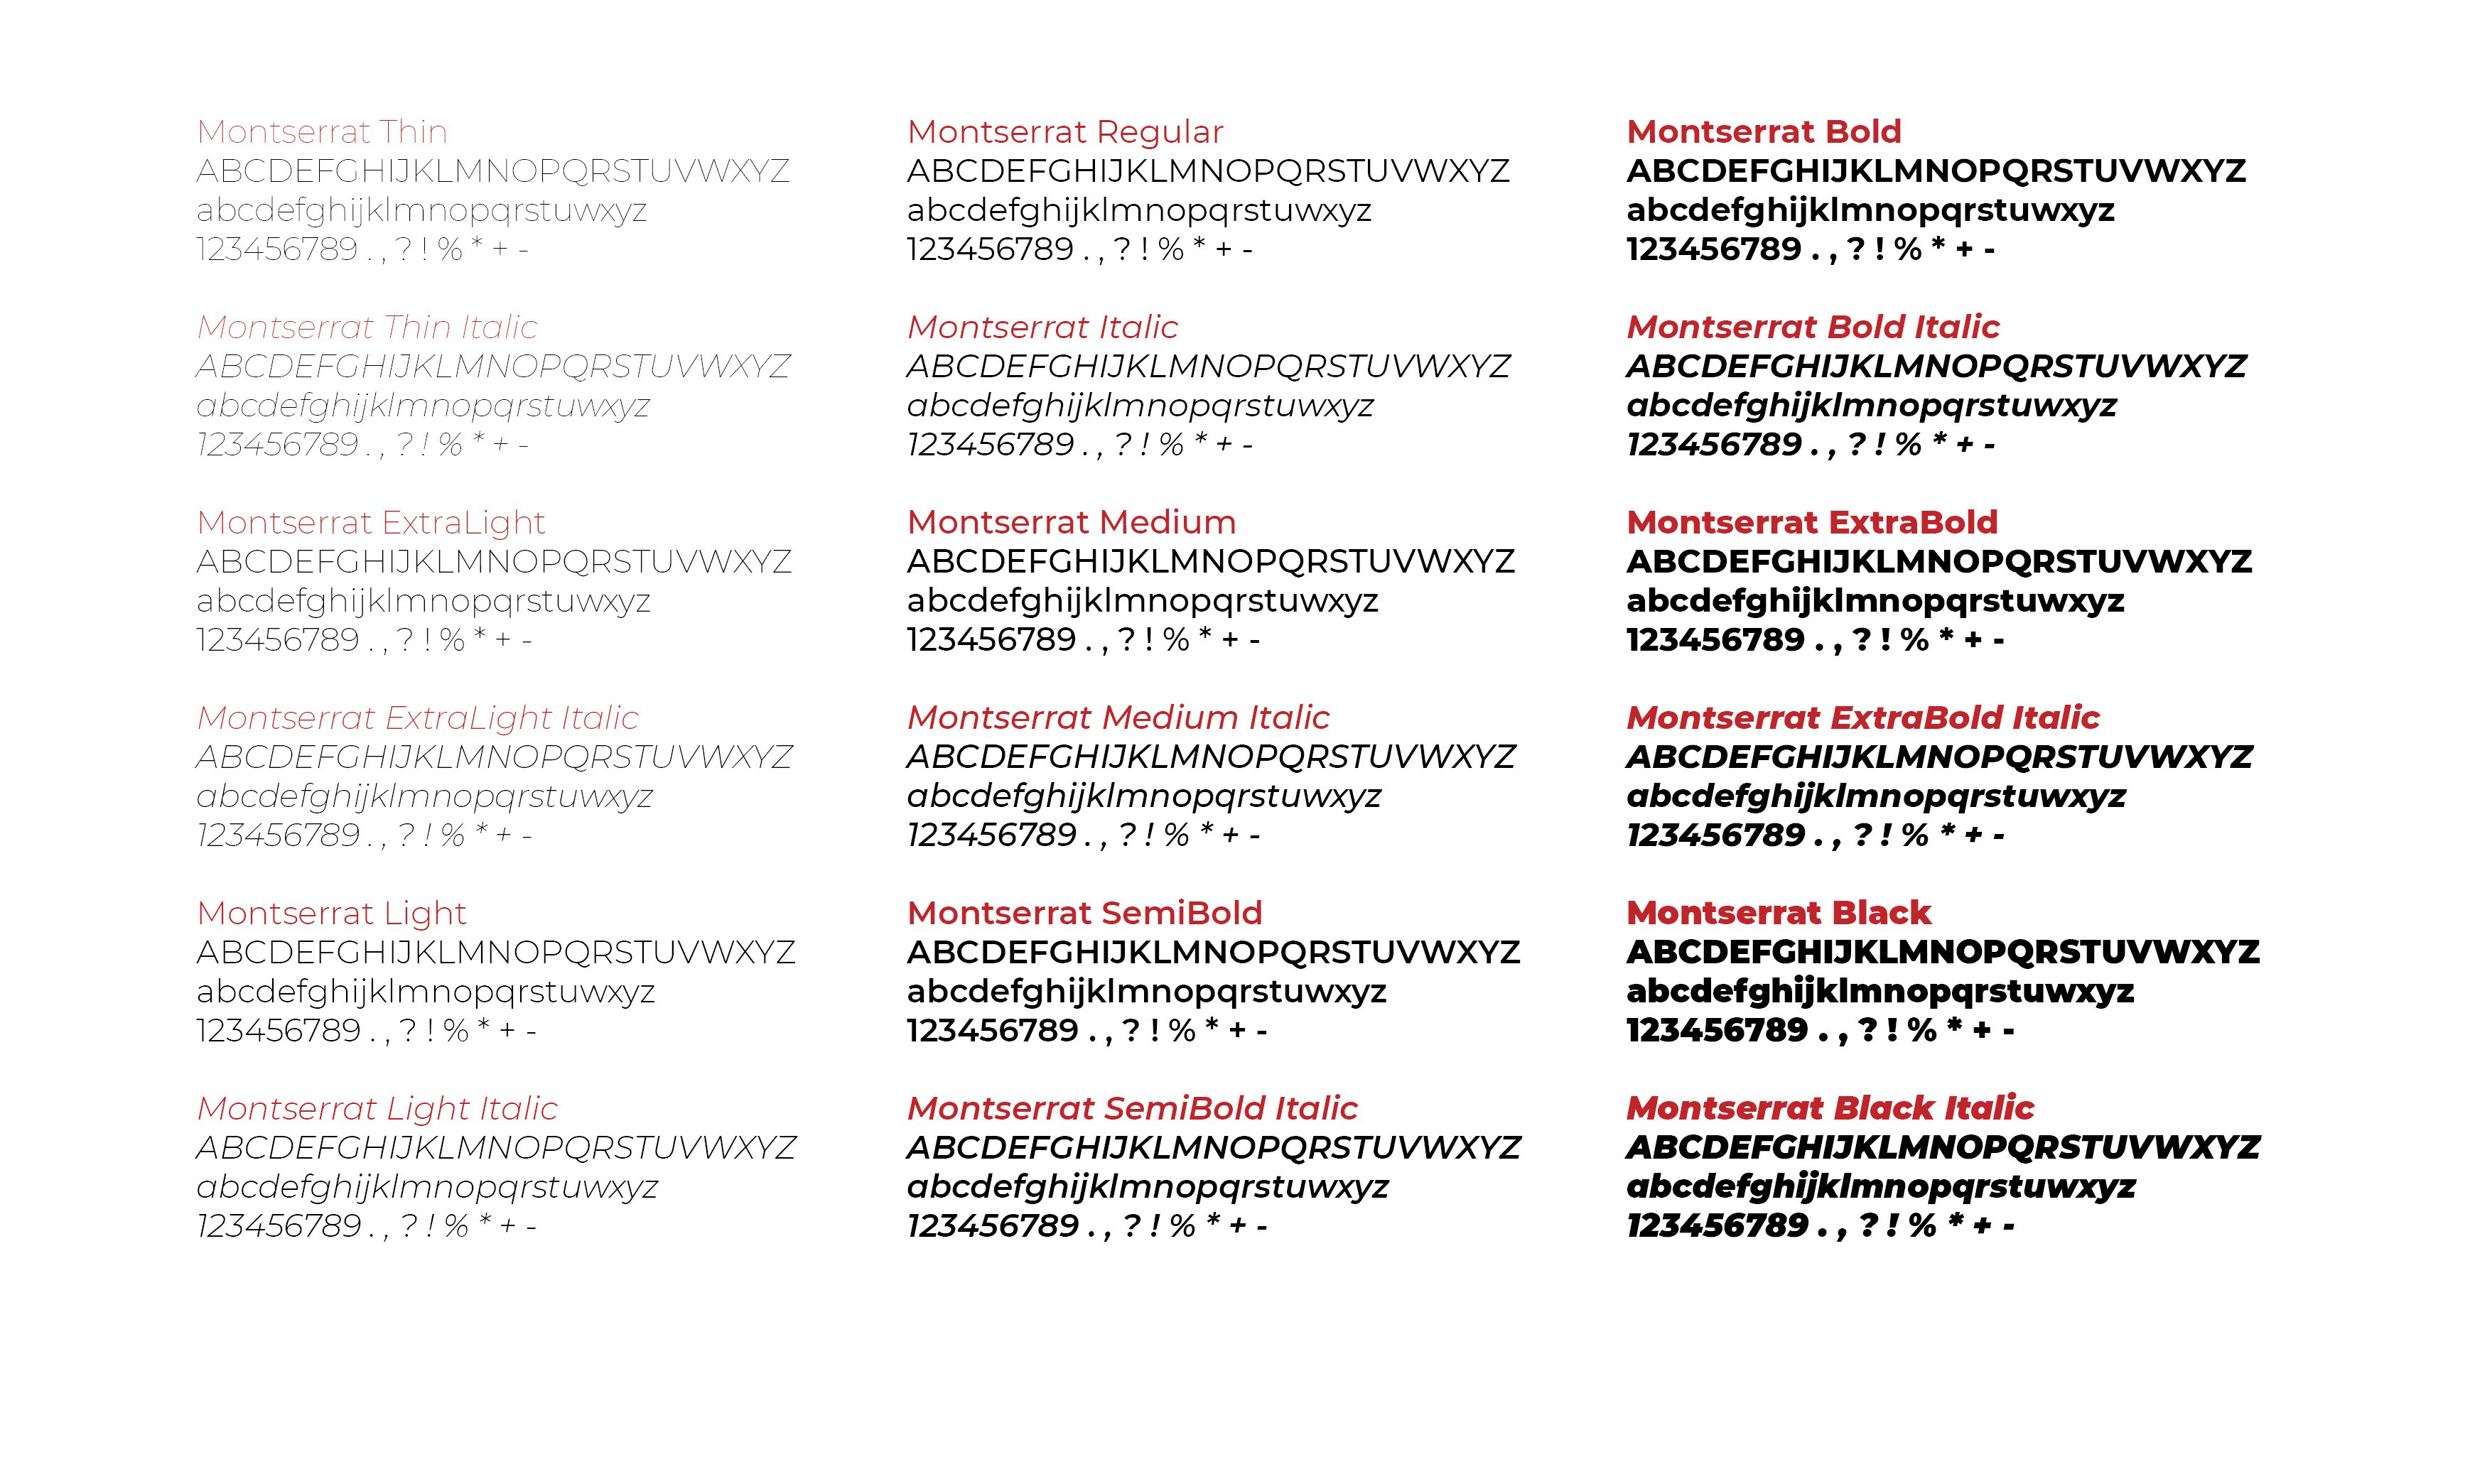 Montserrat Thin
ABCDEFGHIJKLMNOPQRSTUVWXYZ
abcdefghijklmnopqrstuwxyz
123456789 . , ? ! % * + -
Montserrat Thin Italic
ABCDEFGHIJKLMNOPQRSTUVWXYZ
abcdefghijklmnopqrstuwxyz
123456789 . , ? ! % * + -
Montserrat ExtraLight
ABCDEFGHIJKLMNOPQRSTUVWXYZ
abcdefghijklmnopqrstuwxyz
123456789 . , ? ! % * + -
Montserrat ExtraLight Italic
ABCDEFGHIJKLMNOPQRSTUVWXYZ
abcdefghijklmnopqrstuwxyz
123456789 . , ? ! % * + -
Montserrat Light
ABCDEFGHIJKLMNOPQRSTUVWXYZ
abcdefghijklmnopqrstuwxyz
123456789 . , ? ! % * + -
Montserrat Light Italic
ABCDEFGHIJKLMNOPQRSTUVWXYZ
abcdefghijklmnopqrstuwxyz
123456789 . , ? ! % * + -
Montserrat Regular
ABCDEFGHIJKLMNOPQRSTUVWXYZ
abcdefghijklmnopqrstuwxyz
123456789 . , ? ! % * + -
Montserrat Italic
ABCDEFGHIJKLMNOPQRSTUVWXYZ
abcdefghijklmnopqrstuwxyz
123456789 . , ? ! % * + -
Montserrat Medium
ABCDEFGHIJKLMNOPQRSTUVWXYZ
abcdefghijklmnopqrstuwxyz
123456789 . , ? ! % * + -
Montserrat Medium Italic
ABCDEFGHIJKLMNOPQRSTUVWXYZ
abcdefghijklmnopqrstuwxyz
123456789 . , ? ! % * + -
Montserrat SemiBold
ABCDEFGHIJKLMNOPQRSTUVWXYZ
abcdefghijklmnopqrstuwxyz
123456789 . , ? ! % * + -
Montserrat SemiBold Italic
ABCDEFGHIJKLMNOPQRSTUVWXYZ
abcdefghijklmnopqrstuwxyz
123456789 . , ? ! % * + -
Montserrat Bold
ABCDEFGHIJKLMNOPQRSTUVWXYZ
abcdefghijklmnopqrstuwxyz
123456789 . , ? ! % * + -
Montserrat Bold Italic
ABCDEFGHIJKLMNOPQRSTUVWXYZ
abcdefghijklmnopqrstuwxyz
123456789 . , ? ! % * + -
Montserrat ExtraBold
ABCDEFGHIJKLMNOPQRSTUVWXYZ
abcdefghijklmnopqrstuwxyz
123456789 . , ? ! % * + -
Montserrat ExtraBold Italic
ABCDEFGHIJKLMNOPQRSTUVWXYZ
abcdefghijklmnopqrstuwxyz
123456789 . , ? ! % * + -
Montserrat Black
ABCDEFGHIJKLMNOPQRSTUVWXYZ
abcdefghijklmnopqrstuwxyz
123456789 . , ? ! % * + -
Montserrat Black Italic
ABCDEFGHIJKLMNOPQRSTUVWXYZ
abcdefghijklmnopqrstuwxyz
123456789 . , ? ! % * + -